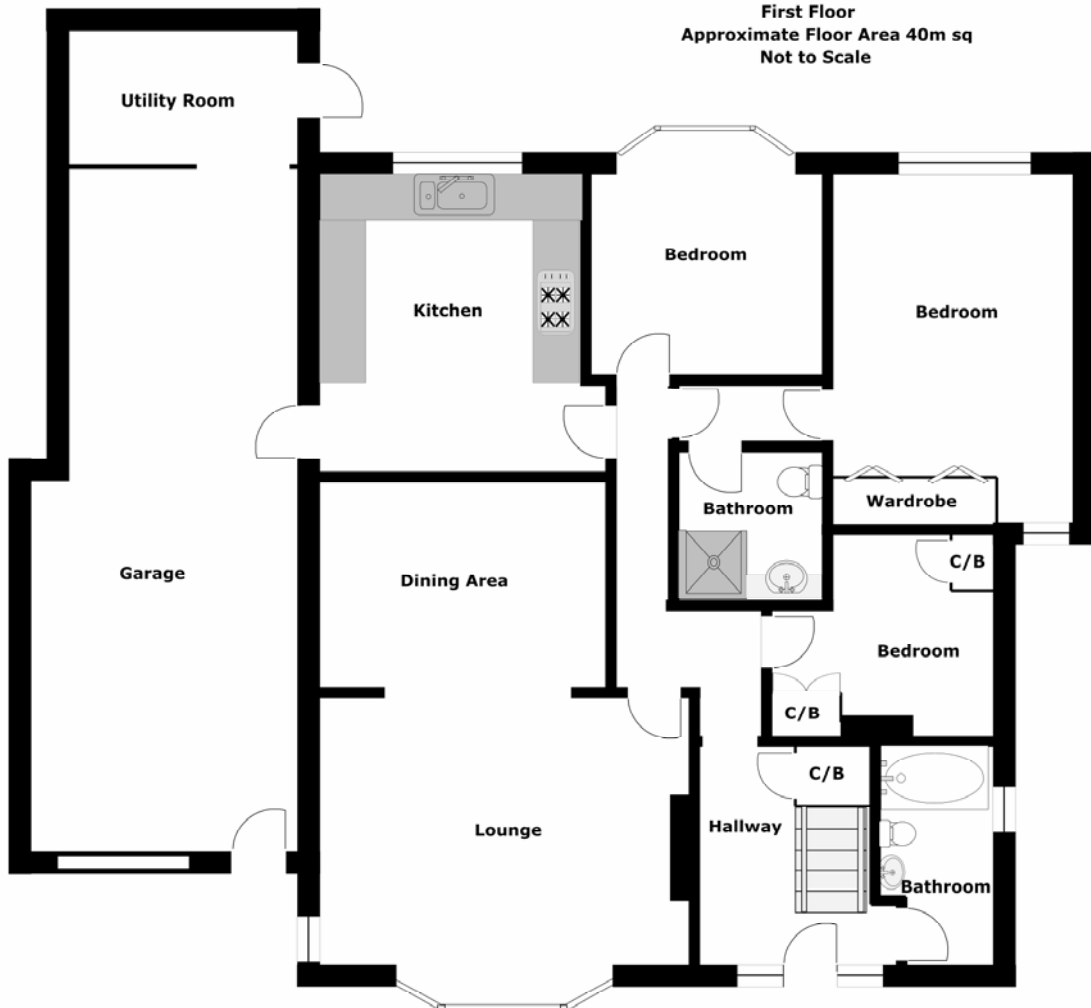 First Floor
Approximate Floor Area 40m sq
Not to Scale
Utility Room
Bedroom
Kitchen
Bedroom
Wardrobe
Bathroom
C/B
Garage
Dining Area
Bedroom
C/B
C/B
Lounge
Hallway
Bathroom